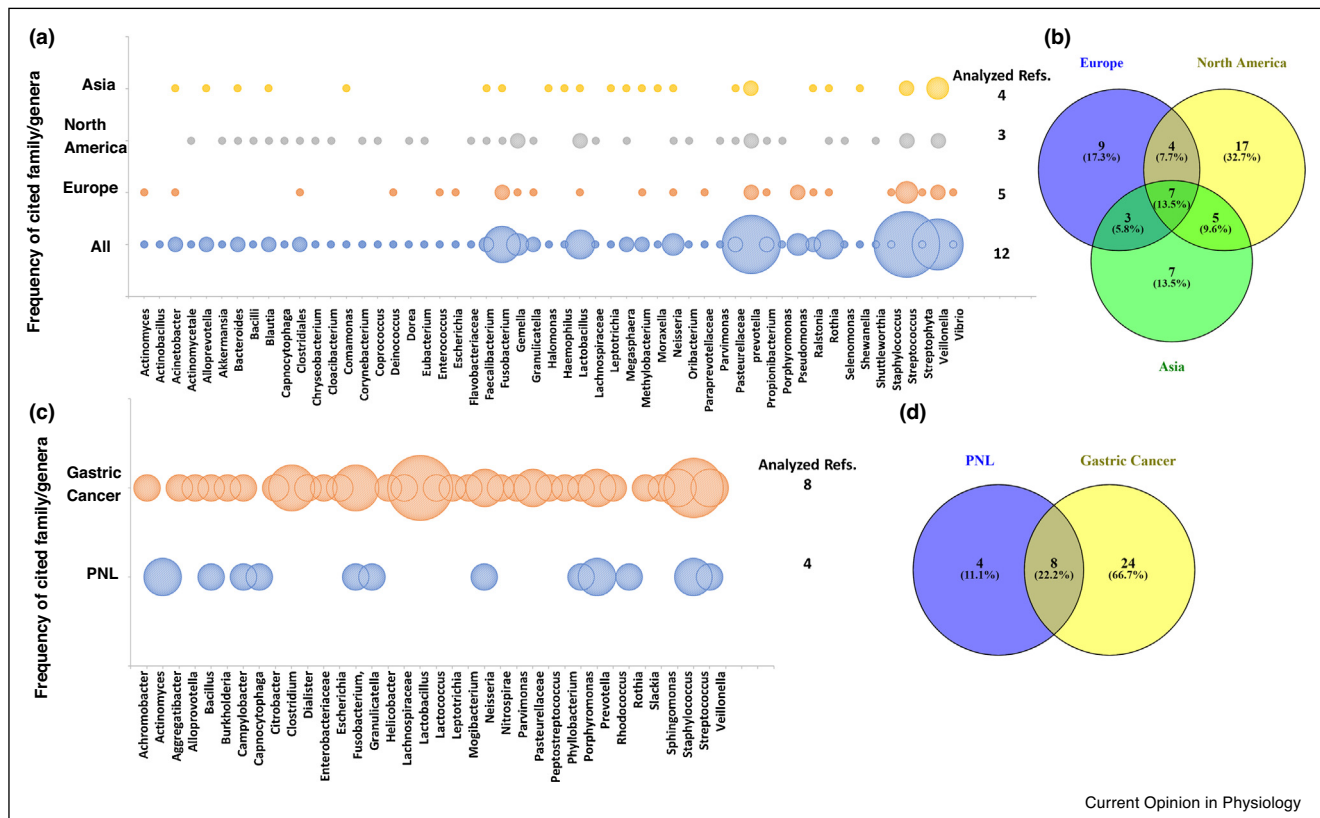 (a)
Frequency of cited family/genera
Asia
North
America
Europe
All
Analyzed Refs.
4
3
5
12
Actinomyces
Actinobacillus
Acinetobacter
Actinomycetale
Alloprevotella
Akkermansia
Bacteroides
Bacilli
Blautia
Capnocytophaga
Clostridiales
Chryseobacterium
Cloacibacterium
Comamonas
Corynebacterium
Coprococcus
Deinococcus
Dorea
Eubacterium
Enterococcus
Escherichia
Flavobacteriaceae
Faecalibacterium
Fusobacterium
Gemella
Granulicatella
Halomonas
Haemophilus
Lactobacillus
Lachnospiraceae
Leptotrichia
Megasphaera
Methylobacterium
Moraxella
Neisseria
Oribacterium
Paraprevotellaceae
Parvimonas
Pasteurellaceae
prevotella
Propionibacterium
Porphyromonas
Pseudomonas
Ralstonia
Rothia
Selenomonas
Shewanella
Shuttleworthia
Staphylococcus
Streptococcus
Streptophyta
Veillonella
Vibrio
(b)
Europe
North America
9
(17.3%)
4
(7.7%)
17
(32.7%)
7
(13.5%)
3
(5.8%)
5
(9.6%)
7
(13.5%)
Asia
(c)
Frequency of cited family/genera
Gastric
Cancer
PNL
Analyzed Refs.
8
4
Achromobacter
Actinomyces
Aggregatibacter
Alloprovotella
Bacillus
Burkholderia
Campylobacter
Capnocytophaga
Citrobacter
Clostridium
Dialister
Enterobacteriaceae
Escherichia
Fusobacterium,
Granulicatella
Helicobacter
Lachnospiraceae
Lactobacillus
Lactococcus
Leptotrichia
Mogibacterium
Neisseria
Nitrospirae
Parvimonas
Pasteurellaceae
Peptostreptococcus
Phyllobacterium
Porphyromonas
Prevotella
Rhodococcus
Rothia
Slackia
Sphingomonas
Staphylococcus
Streptococcus
Veillonella
(d)
PNL
Gastric Cancer
4
(11.1%)
8
(22.2%)
24
(66.7%)
Current Opinion in Physiology